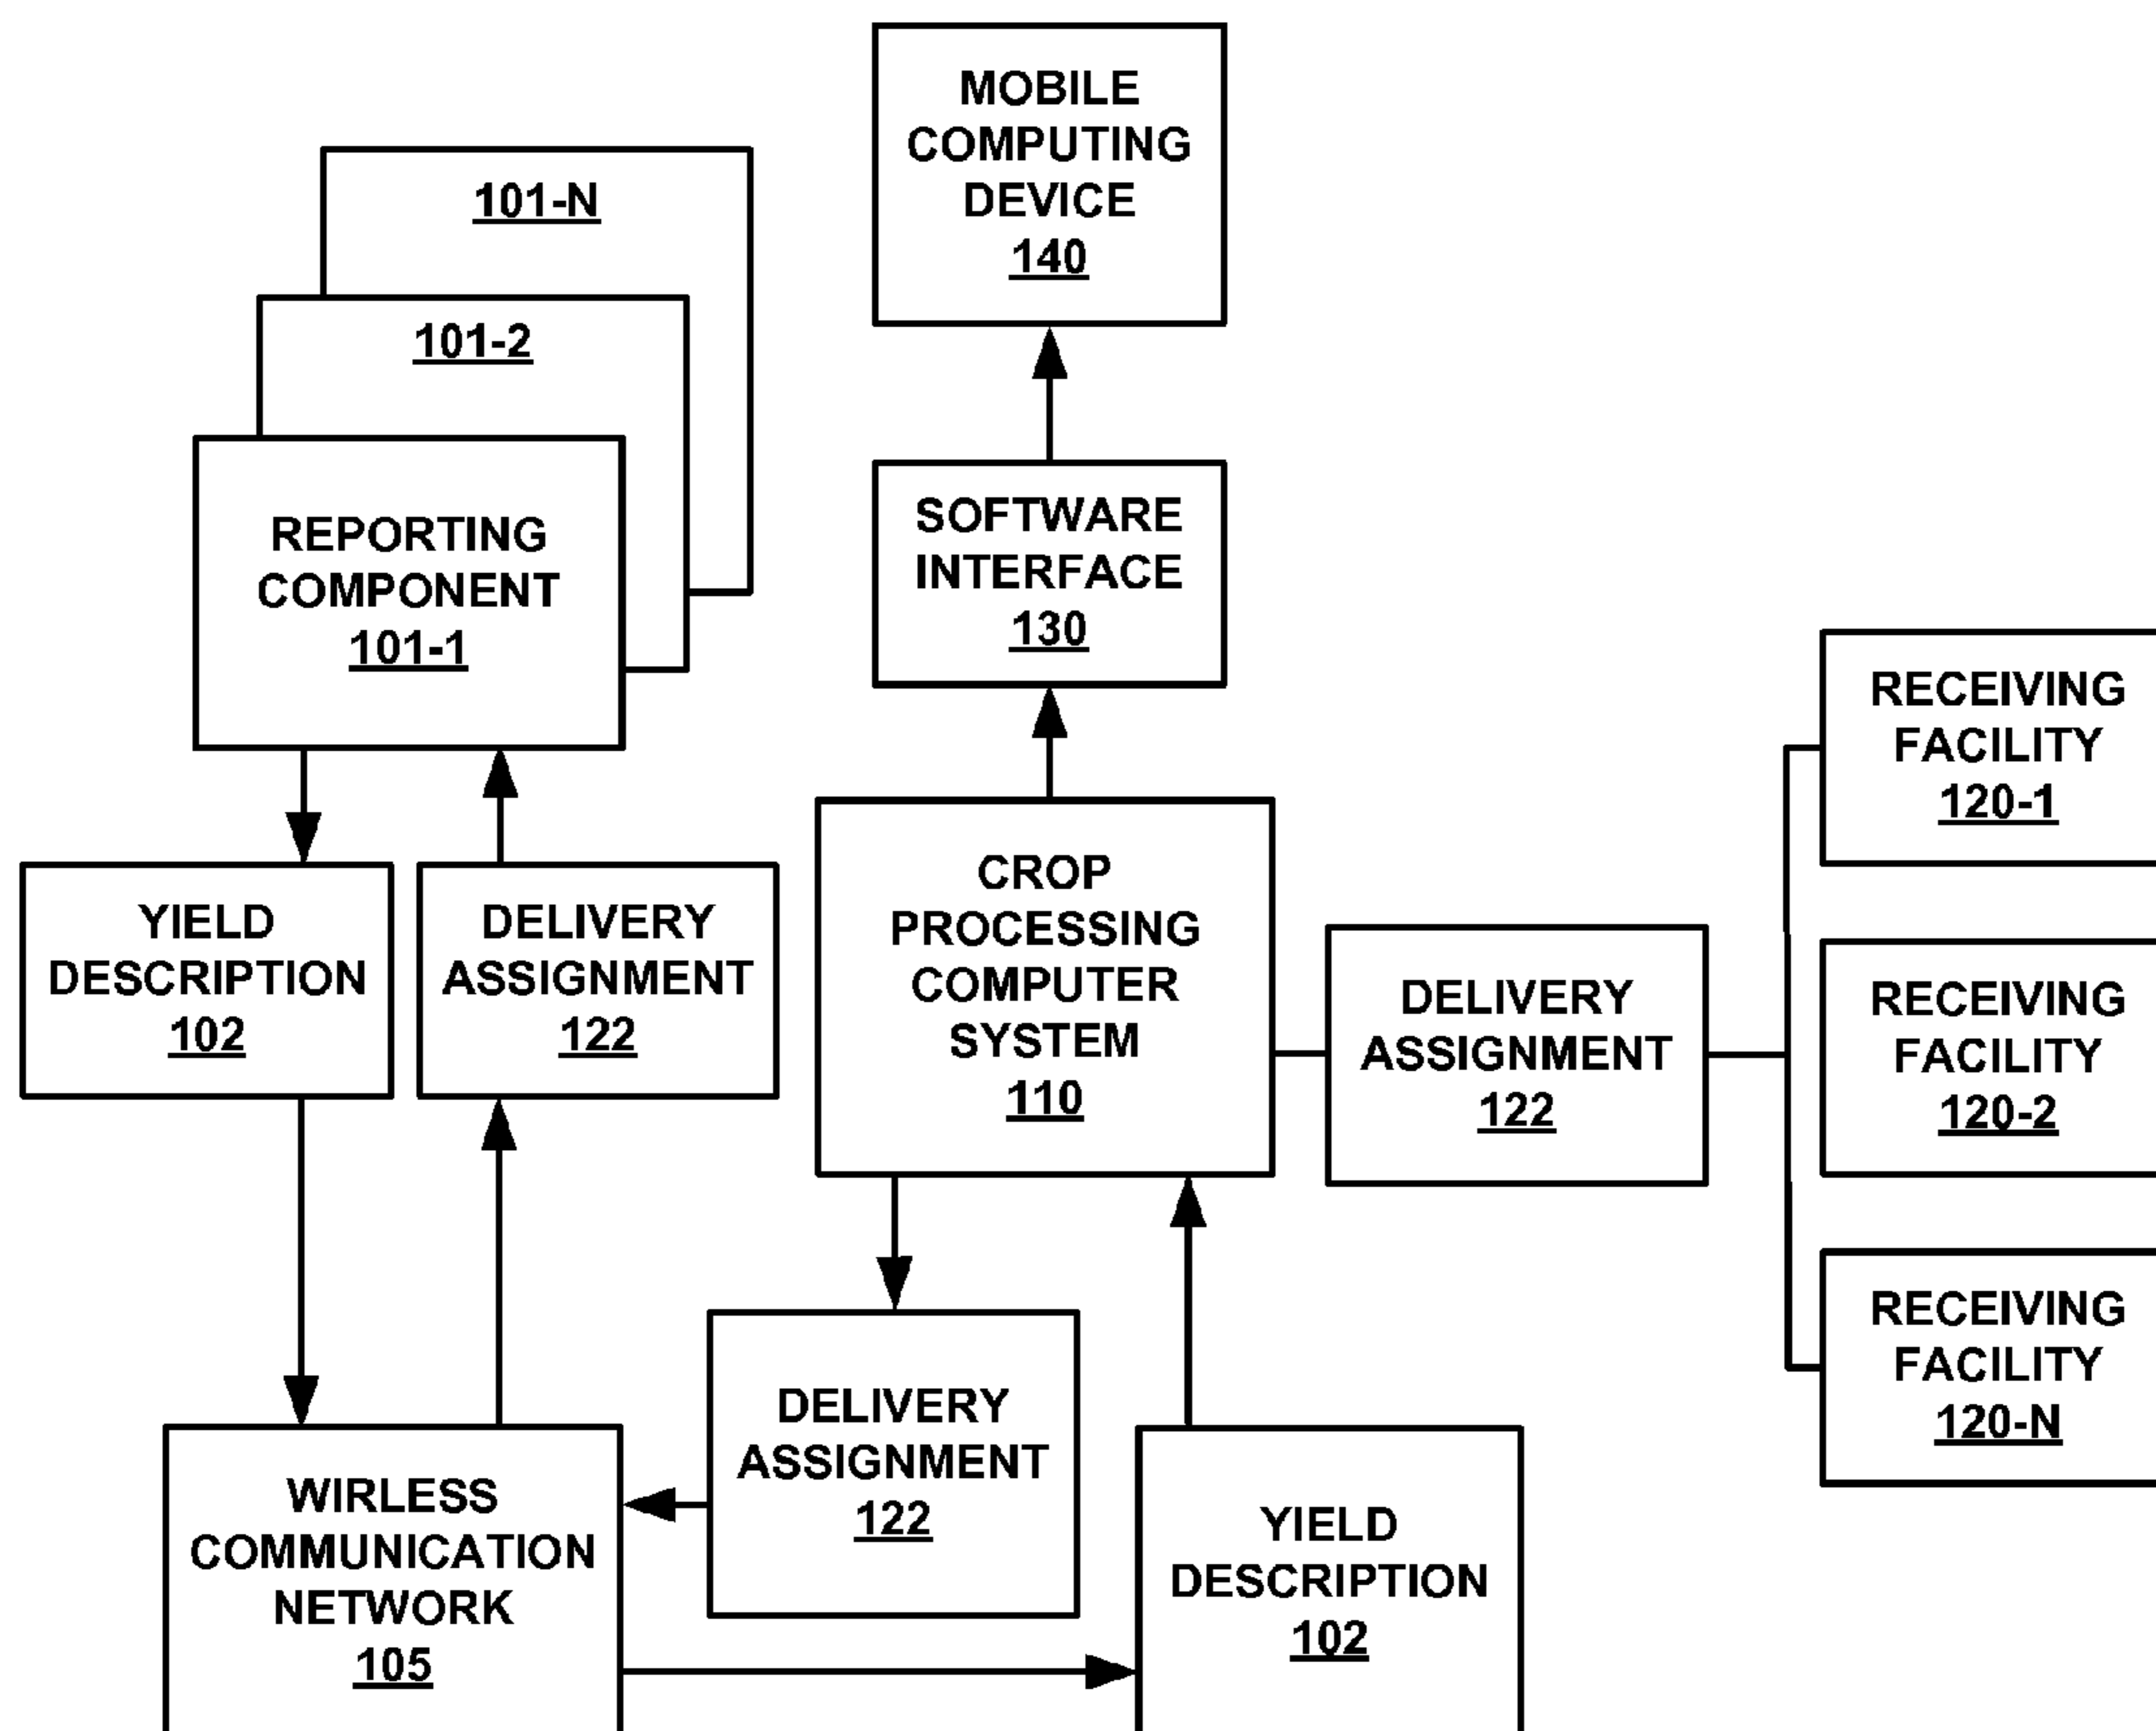 MOBILE
COMPUTING
DEVICE
140
101-N
101-2
REPORTING
COMPONENT
101-1
SOFTWARE
INTERFACE
130
RECEIVING
FACILITY
120-1
YIELD
DESCRIPTION
102
DELIVERY
ASSIGNMENT
122
CROP
PROCESSING
COMPUTER
SYSTEM
110
DELIVERY
ASSIGNMENT
122
RECEIVING
FACILITY
120-2
RECEIVING
FACILITY
120-N
DELIVERY
ASSIGNMENT
122
WIRLESS
COMMUNICATION
NETWORK
105
YIELD
DESCRIPTION
102